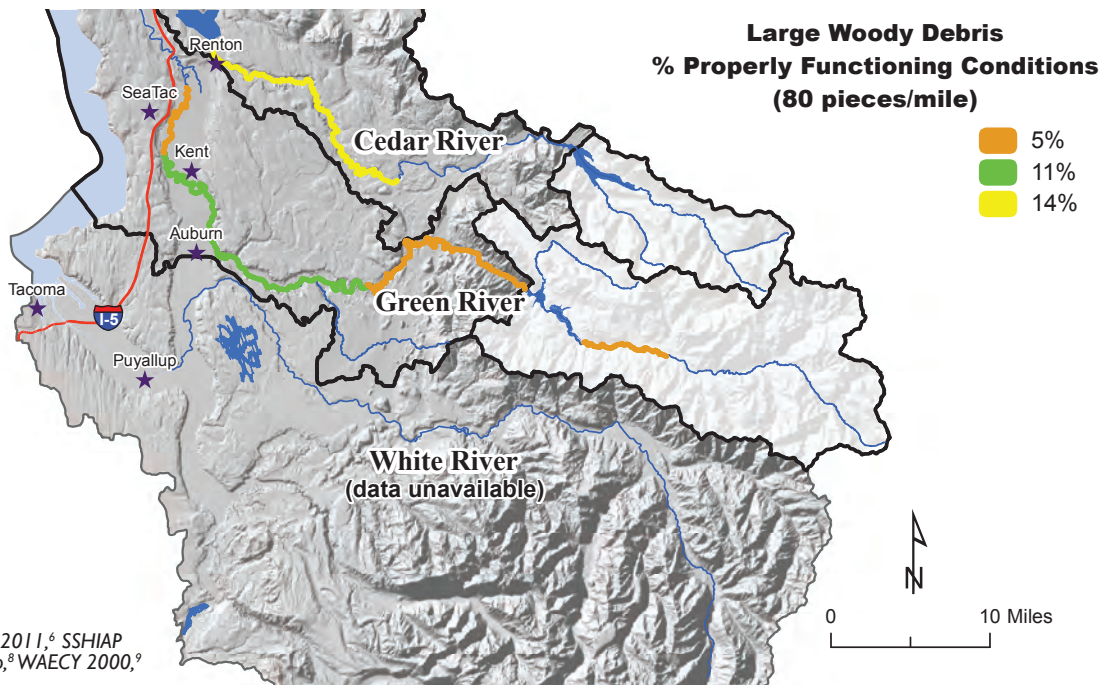 Large Woody Debris
% Properly Functioning Conditions
(80 pieces/mile)
5%
11%
14%
Renton
SeaTac
Cedar River
Kent
Auburn
Green River
Tacoma
I-5
Puyallup
White River
(data unavailable)
N
0 10 Miles
2011,⁶ SSHIAP
,⁸ WAECY 2000,⁹